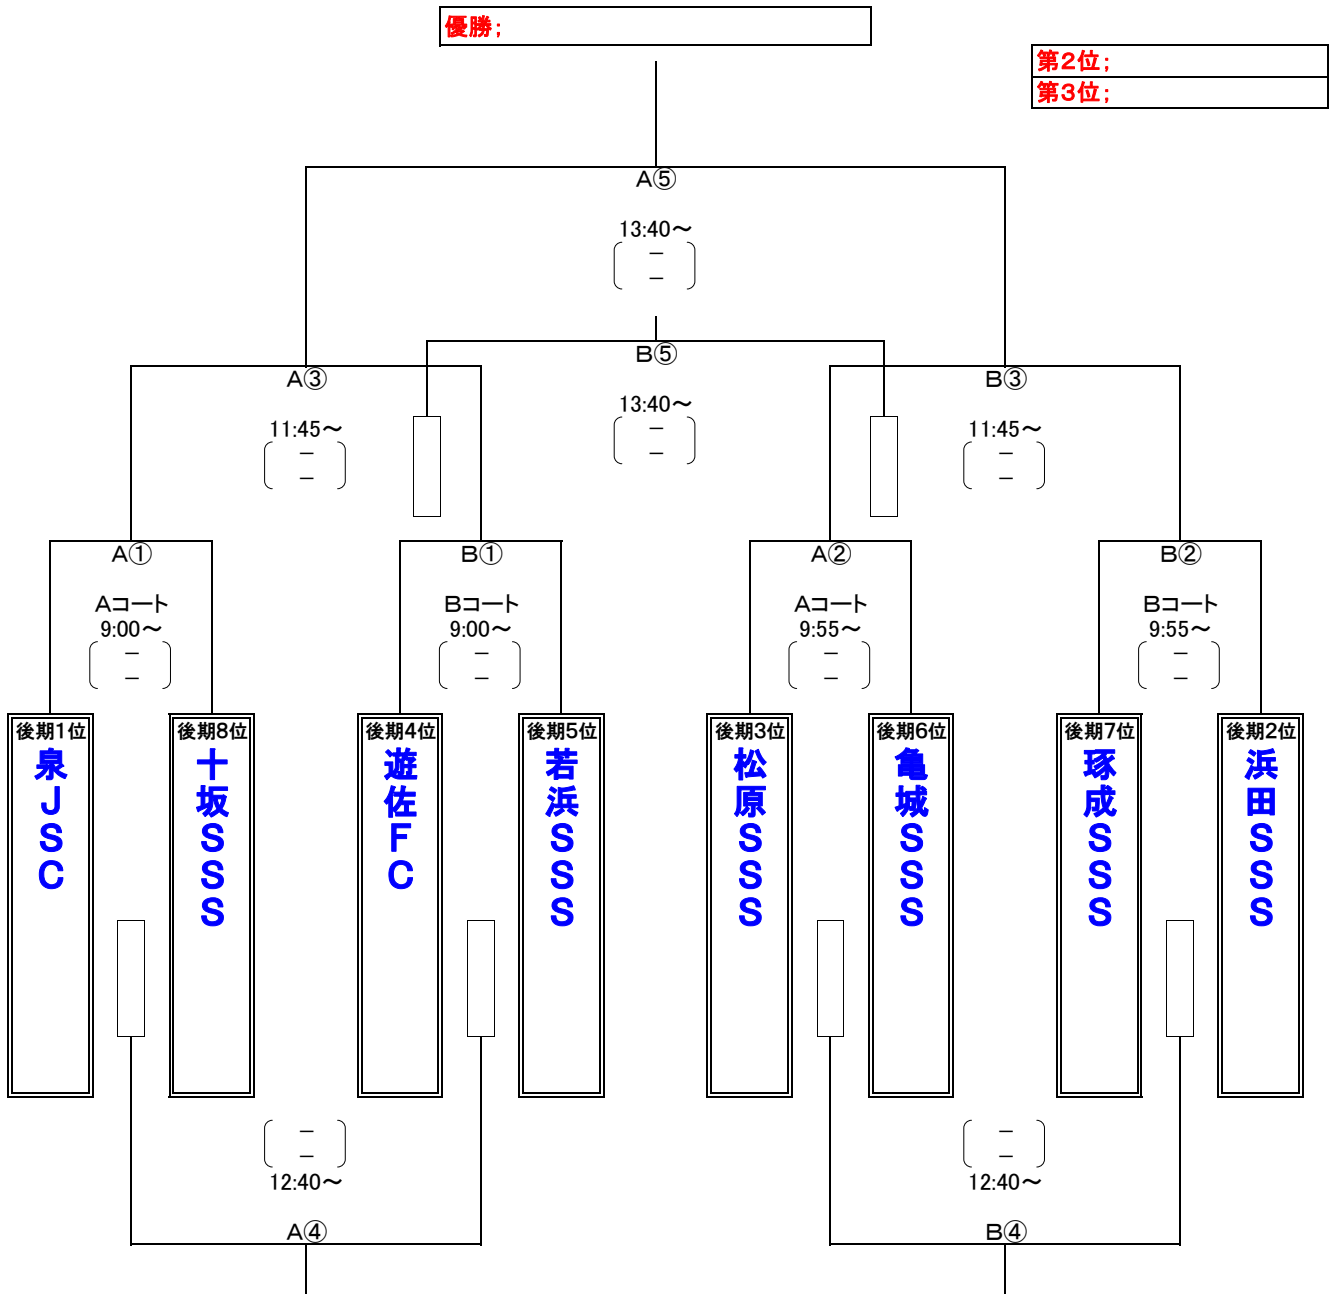 優勝;
第2位;
第3位;
A⑤
13:40～
－
－
B⑤
13:40～
－
－
A③
11:45～
－
－
B③
11:45～
－
－
A①
Aコート
9:00～
－
－
B①
Bコート
9:00～
－
－
A②
Aコート
9:55～
－
－
B②
Bコート
9:55～
－
－
後期1位
泉JSC
後期8位
十坂SSS
後期4位
遊佐FC
後期5位
若浜SSS
後期3位
松原SSS
後期6位
亀城SSS
後期7位
琢成SSS
後期2位
浜田SSS
－
－
12:40～
A④
－
－
12:40～
B④